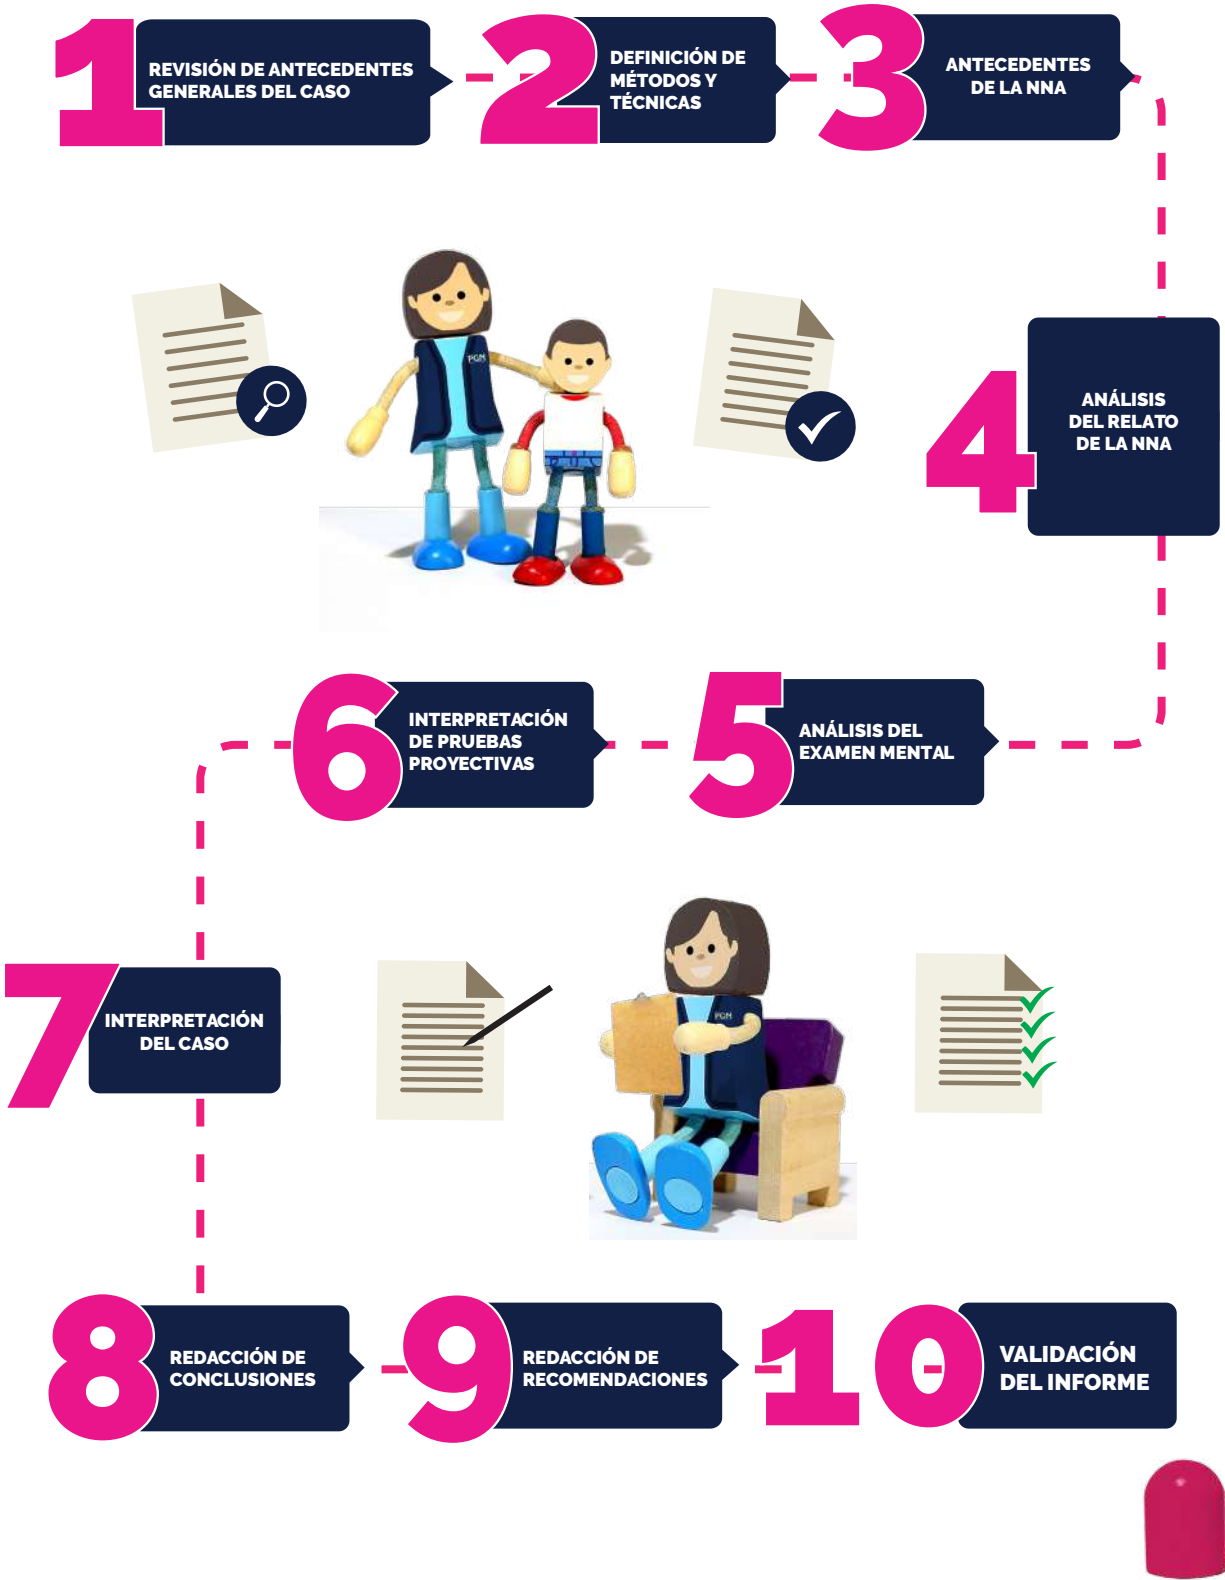 1
REVISIÓN DE ANTECEDENTES
GENERALES DEL CASO
2
DEFINICIÓN DE
MÉTODOS Y
TÉCNICAS
3
ANTECEDENTES
DE LA NNA
PGM
4
ANÁLISIS
DEL RELATO
DE LA NNA
6
INTERPRETACIÓN
DE PRUEBAS
PROYECTIVAS
5
ANÁLISIS DEL
EXAMEN MENTAL
7
INTERPRETACIÓN
DEL CASO
PGM
8
REDACCIÓN DE
CONCLUSIONES
9
REDACCIÓN DE
RECOMENDACIONES
10
VALIDACIÓN
DEL INFORME